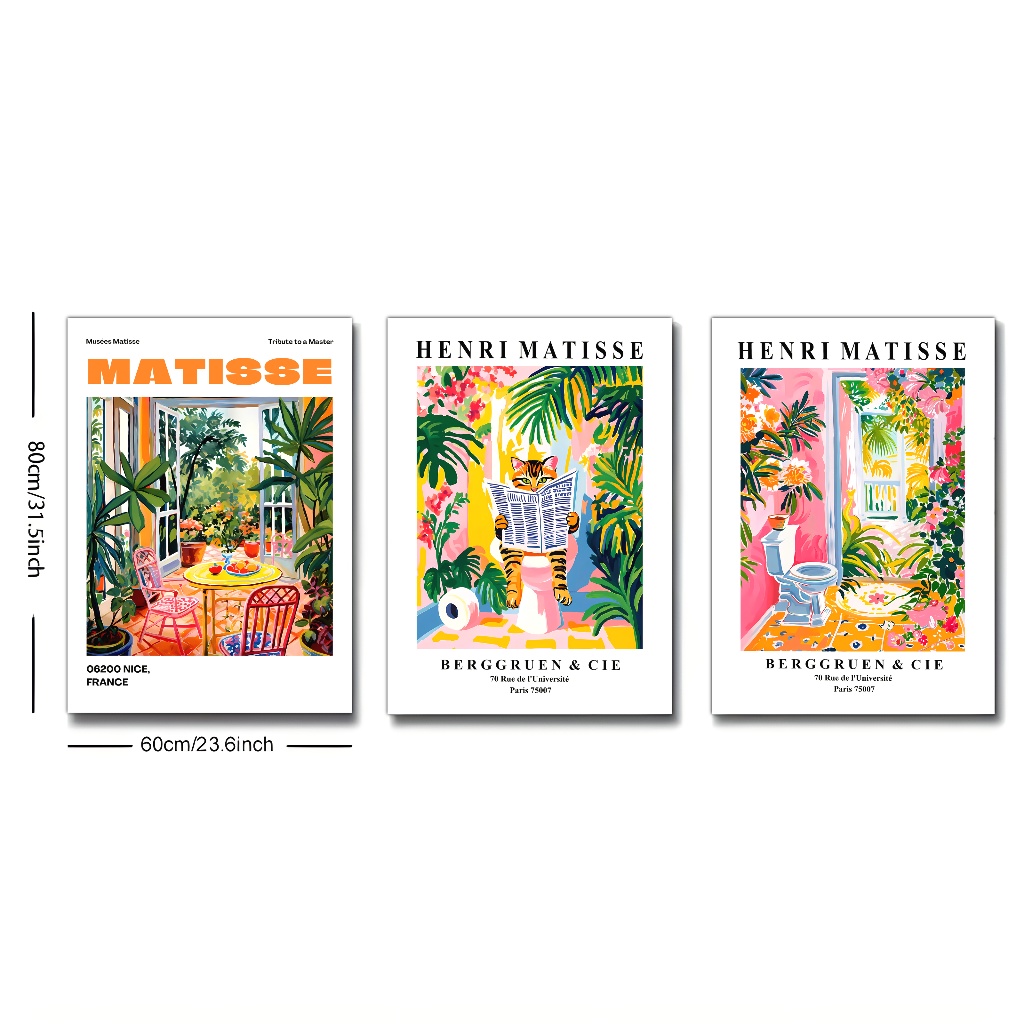 80cm/31.5inch
Musees Matisse
Tribute to a Master
MATISSE
06200 NICE,
FRANCE
60cm/23.6inch
HENRI MATISSE
BERGGRUEN & CIE
70 Rue de l'Université
Paris 75007
HENRI MATISSE
BERGGRUEN & CIE
70 Rue de l'Université
Paris 75007